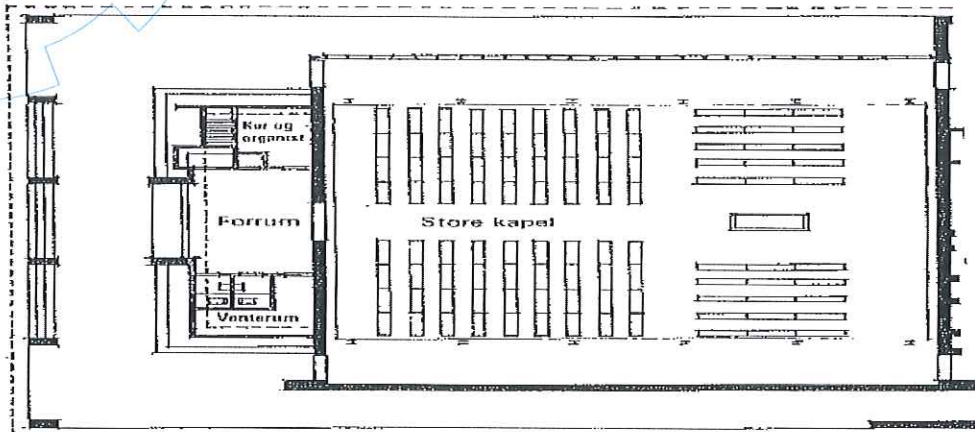 Kor og
organist
Forrum
Store kapel
Venterum